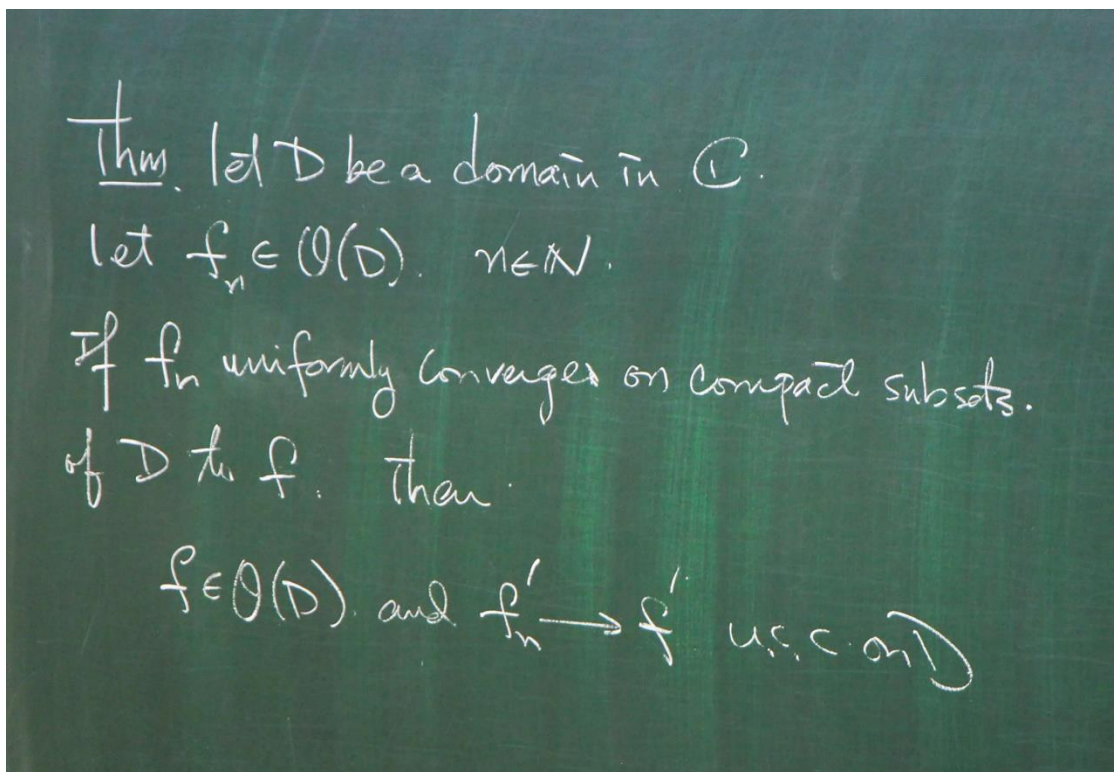 Thm. let D be a domain in ℂ.
let fₙ ∈ O(D). n∈ℕ.
If fₙ uniformly converges on compact subsets.
of D to f. Then.
f∈O(D). and fₙ' → f' u.c.c. on D